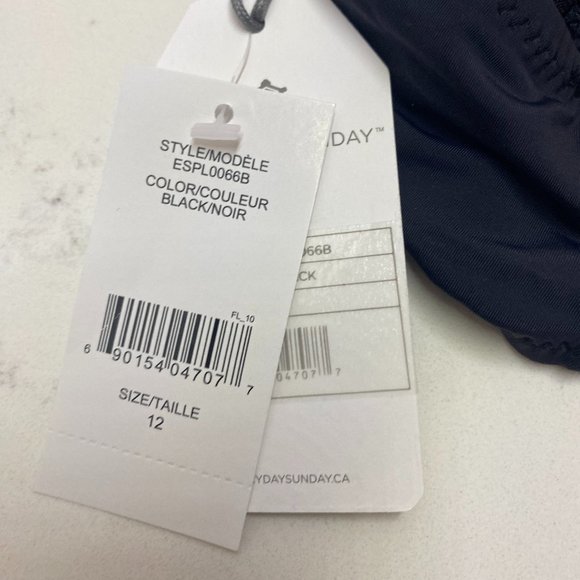 STYLE/MODÈLE
ESPL0066B
COLOR/COULEUR
BLACK/NOIR
FL_10
6 90154 04707 7
SIZE/TAILLE
12
NDAY™
066B
CK
04707 7
YDAYSUNDAY.CA